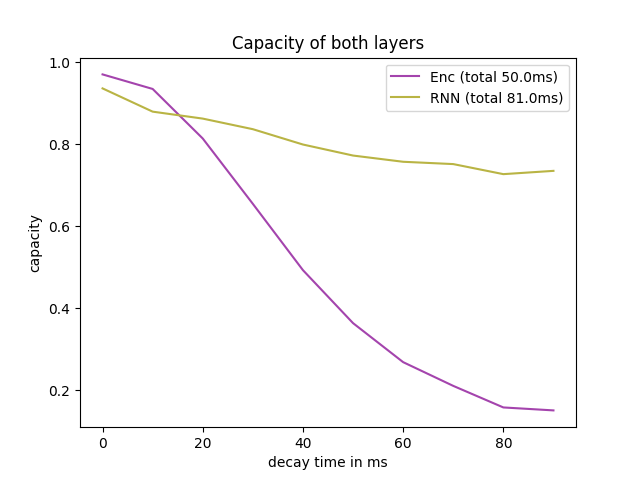 Capacity of both layers
Enc (total 50.0ms)
RNN (total 81.0ms)
1.0
0.8
0.6
0.4
0.2
capacity
0 20 40 60 80
decay time in ms